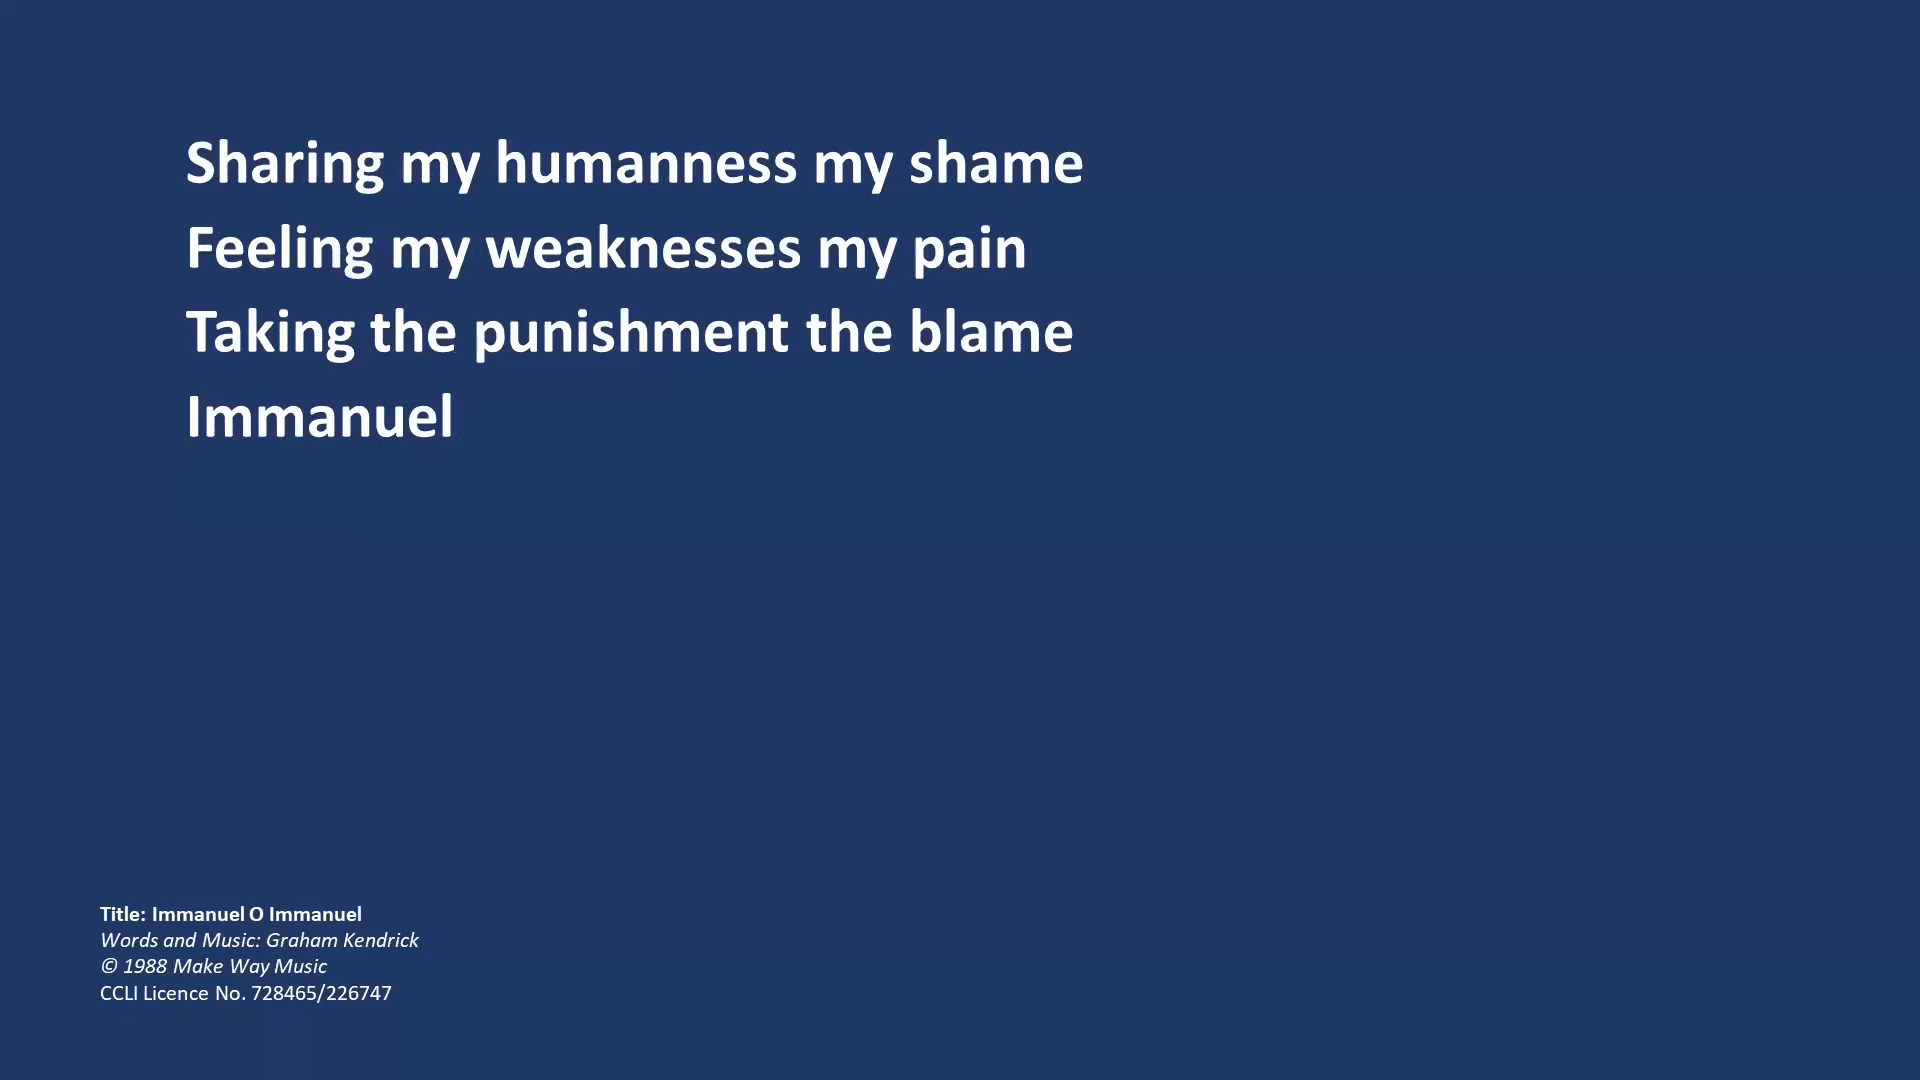 Sharing my humanness my shame
Feeling my weaknesses my pain
Taking the punishment the blame
Immanuel
Title: Immanuel O Immanuel
Words and Music: Graham Kendrick
© 1988 Make Way Music
CCLI Licence No. 728465/226747